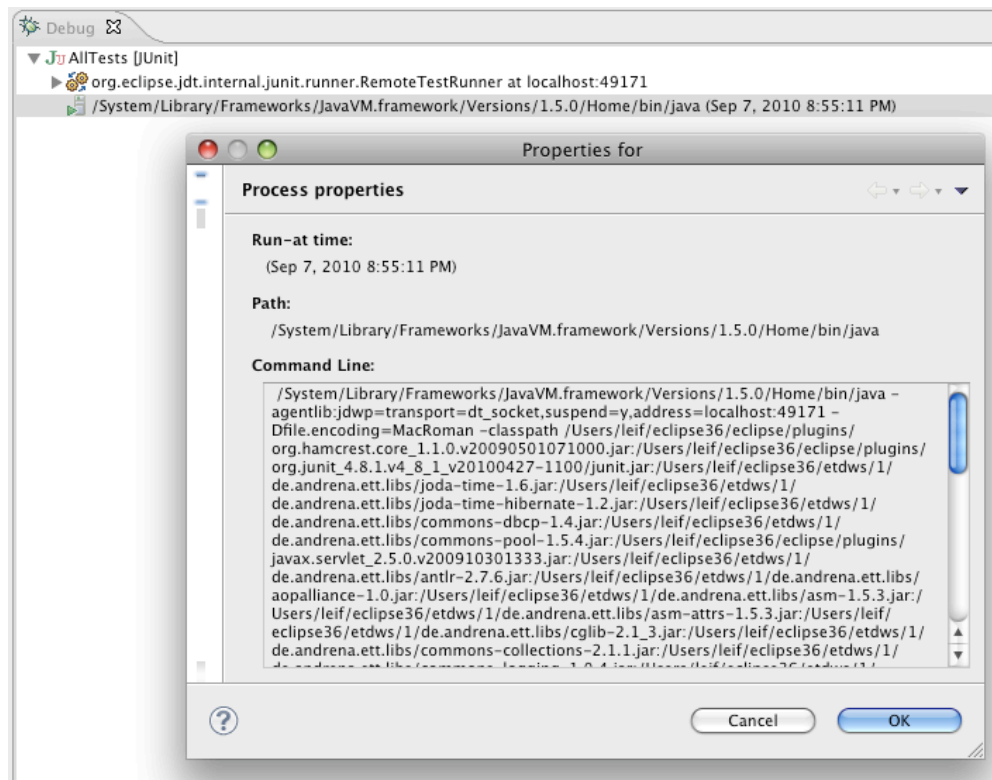 Debug
JU AllTests [JUnit]
org.eclipse.jdt.internal.junit.runner.RemoteTestRunner at localhost:49171
/System/Library/Frameworks/JavaVM.framework/Versions/1.5.0/Home/bin/java (Sep 7, 2010 8:55:11 PM)
Properties for
Process properties
Run-at time:
(Sep 7, 2010 8:55:11 PM)
Path:
/System/Library/Frameworks/JavaVM.framework/Versions/1.5.0/Home/bin/java
Command Line:
/System/Library/Frameworks/JavaVM.framework/Versions/1.5.0/Home/bin/java -
agentlib:jdwp=transport=dt_socket,suspend=y,address=localhost:49171 -
Dfile.encoding=MacRoman -classpath /Users/leif/eclipse36/eclipse/plugins/
org.hamcrest.core_1.1.0.v20090501071000.jar:/Users/leif/eclipse36/eclipse/plugins/
org.junit_4.8.1.v4_8_1_v20100427-1100/junit.jar:/Users/leif/eclipse36/etdws/1/
de.andrena.ett.libs/joda-time-1.6.jar:/Users/leif/eclipse36/etdws/1/
de.andrena.ett.libs/joda-time-hibernate-1.2.jar:/Users/leif/eclipse36/etdws/1/
de.andrena.ett.libs/commons-dbcp-1.4.jar:/Users/leif/eclipse36/etdws/1/
de.andrena.ett.libs/commons-pool-1.5.4.jar:/Users/leif/eclipse36/eclipse/plugins/
javax.servlet_2.5.0.v200910301333.jar:/Users/leif/eclipse36/etdws/1/
de.andrena.ett.libs/antlr-2.7.6.jar:/Users/leif/eclipse36/etdws/1/de.andrena.ett.libs/
aopalliance-1.0.jar:/Users/leif/eclipse36/etdws/1/de.andrena.ett.libs/asm-1.5.3.jar:/
Users/leif/eclipse36/etdws/1/de.andrena.ett.libs/asm-attrs-1.5.3.jar:/Users/leif/
eclipse36/etdws/1/de.andrena.ett.libs/cglib-2.1_3.jar:/Users/leif/eclipse36/etdws/1/
de.andrena.ett.libs/commons-collections-2.1.1.jar:/Users/leif/eclipse36/etdws/1/
Cancel
OK